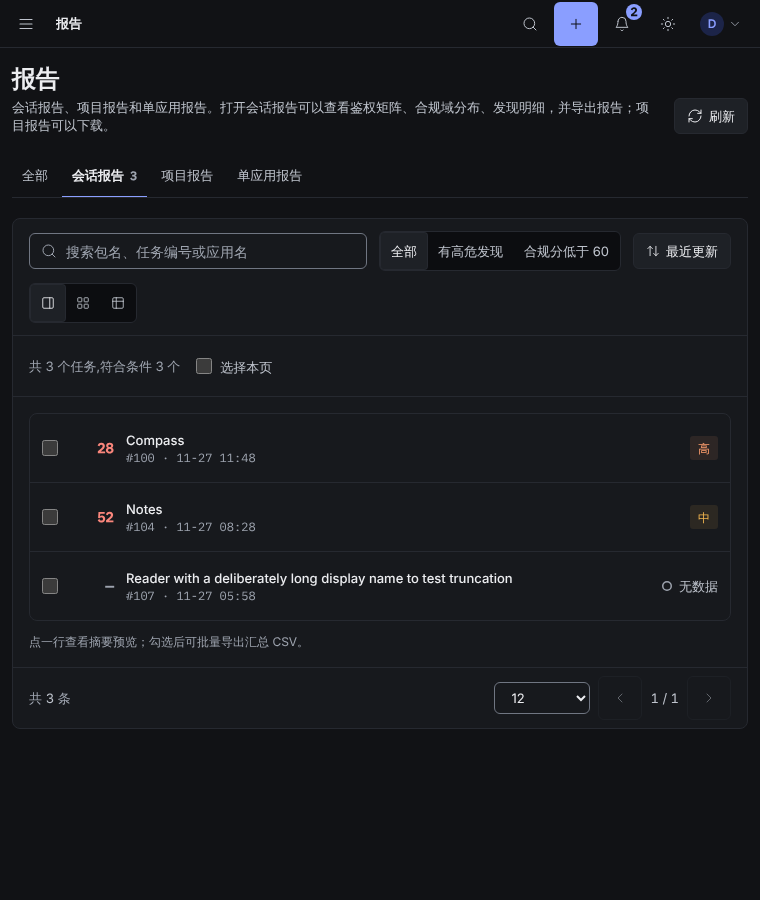 报告
2
D
报告
会话报告、项目报告和单应用报告。打开会话报告可以查看鉴权矩阵、合规域分布、发现明细，并导出报告；项
目报告可以下载。
刷新
全部
会话报告 3
项目报告
单应用报告
搜索包名、任务编号或应用名
全部
有高危发现
合规分低于 60
最近更新
共 3 个任务,符合条件 3 个
选择本页
28
Compass
#100 · 11-27 11:48
高
52
Notes
#104 · 11-27 08:28
中
—
Reader with a deliberately long display name to test truncation
#107 · 11-27 05:58
无数据
点一行查看摘要预览；勾选后可批量导出汇总 CSV。
共 3 条
12
1 / 1